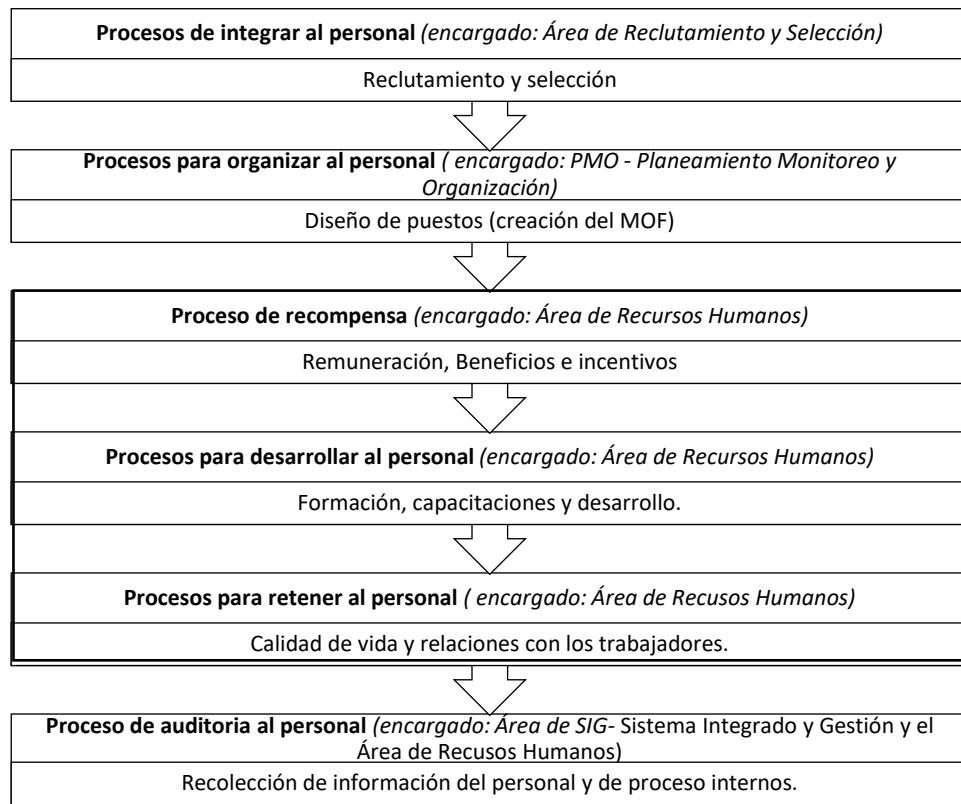 Procesos de integrar al personal (encargado: Área de Reclutamiento y Selección)
Reclutamiento y selección
Procesos para organizar al personal ( encargado: PMO - Planeamiento Monitoreo y
Organización)
Diseño de puestos (creación del MOF)
Proceso de recompensa (encargado: Área de Recursos Humanos)
Remuneración, Beneficios e incentivos
Procesos para desarrollar al personal (encargado: Área de Recursos Humanos)
Formación, capacitaciones y desarrollo.
Procesos para retener al personal ( encargado: Área de Recusos Humanos)
Calidad de vida y relaciones con los trabajadores.
Proceso de auditoria al personal (encargado: Área de SIG- Sistema Integrado y Gestión y el
Área de Recusos Humanos)
Recolección de información del personal y de proceso internos.